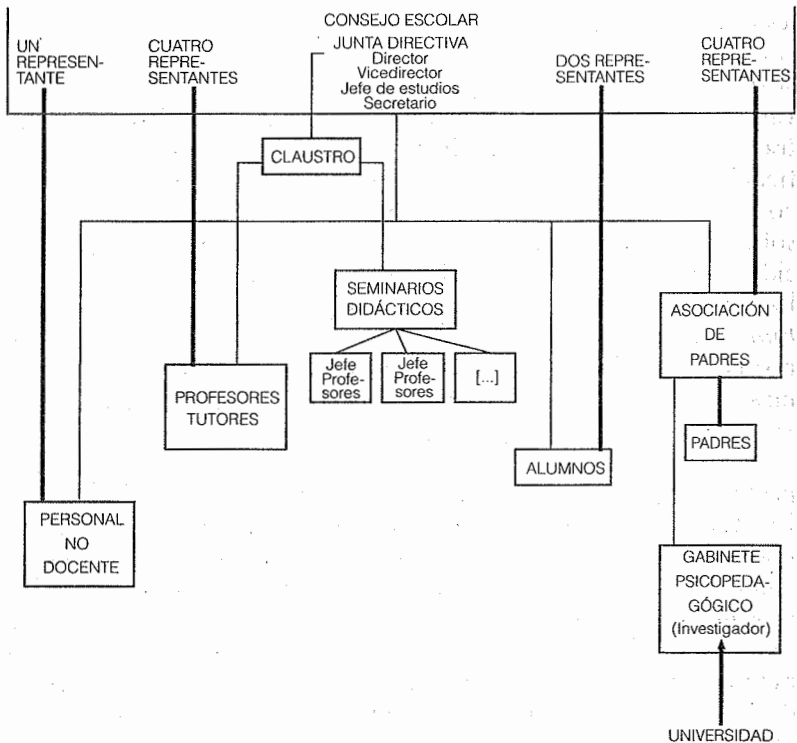 CONSEJO ESCOLAR
UN
REPRESEN-
TANTE
CUATRO
REPRE-
SENTANTES
JUNTA DIRECTIVA
Director
Vicedirector
Jefe de estudios
Secretario
DOS REPRE-
SENTANTES
CUATRO
REPRE-
SENTANTES
CLAUSTRO
SEMINARIOS
DIDÁCTICOS
Jefe
Profe-
sores
Jefe
Profe-
sores
[...]
PROFESORES
TUTORES
ASOCIACIÓN
DE
PADRES
PADRES
ALUMNOS
PERSONAL
NO
DOCENTE
GABINETE
PSICOPEDA-
GÓGICO
(Investigador)
UNIVERSIDAD